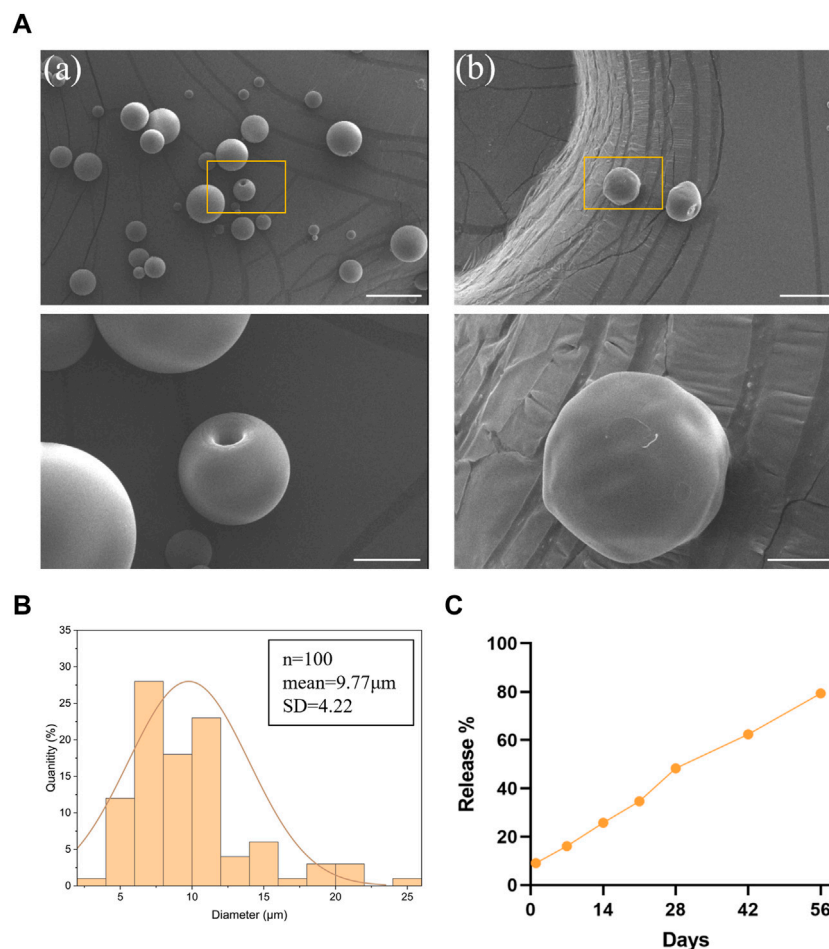 A
(a)
(b)
B
35
30
25
20
15
10
5
0
Quanitity (%)
n=100
mean=9.77μm
SD=4.22
5
10
15
20
25
Diameter (μm)
C
100
80
60
40
20
0
Release %
0
14
28
42
56
Days